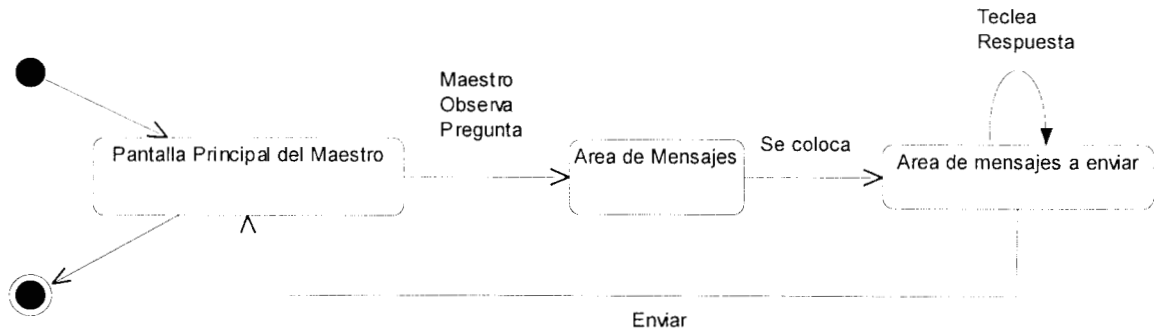 Teclea
Respuesta
Maestro
Observa
Pregunta
Pantalla Principal del Maestro
Area de Mensajes
Se coloca
Area de mensajes a enviar
Enviar